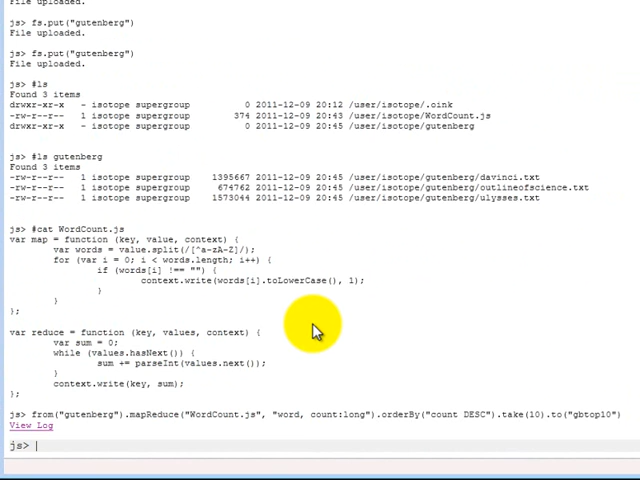 File uploaded.
js> fs.put("gutenberg")
File uploaded.
js> fs.put("gutenberg")
File uploaded.
js> #ls
Found 3 items
drwxr-xr-x - isotope supergroup 0 2011-12-09 20:12 /user/isotope/.oink
-rw-r--r-- 1 isotope supergroup 374 2011-12-09 20:43 /user/isotope/WordCount.js
drwxr-xr-x - isotope supergroup 0 2011-12-09 20:45 /user/isotope/gutenberg
js> #ls gutenberg
Found 3 items
-rw-r--r-- 1 isotope supergroup 1395667 2011-12-09 20:45 /user/isotope/gutenberg/davinci.txt
-rw-r--r-- 1 isotope supergroup 674762 2011-12-09 20:45 /user/isotope/gutenberg/outlineofscience.txt
-rw-r--r-- 1 isotope supergroup 1573044 2011-12-09 20:45 /user/isotope/gutenberg/ulysses.txt
js> #cat WordCount.js
var map = function (key, value, context) {
var words = value.split(/[^a-zA-Z]/);
for (var i = 0; i < words.length; i++) {
if (words[i] !== "") {
context.write(words[i].toLowerCase(), 1);
}
}
};
var reduce = function (key, values, context) {
var sum = 0;
while (values.hasNext()) {
sum += parseInt(values.next());
}
context.write(key, sum);
};
js> from("gutenberg").mapReduce("WordCount.js", "word, count:long").orderBy("count DESC").take(10).to("gbtop10")
View Log
js>